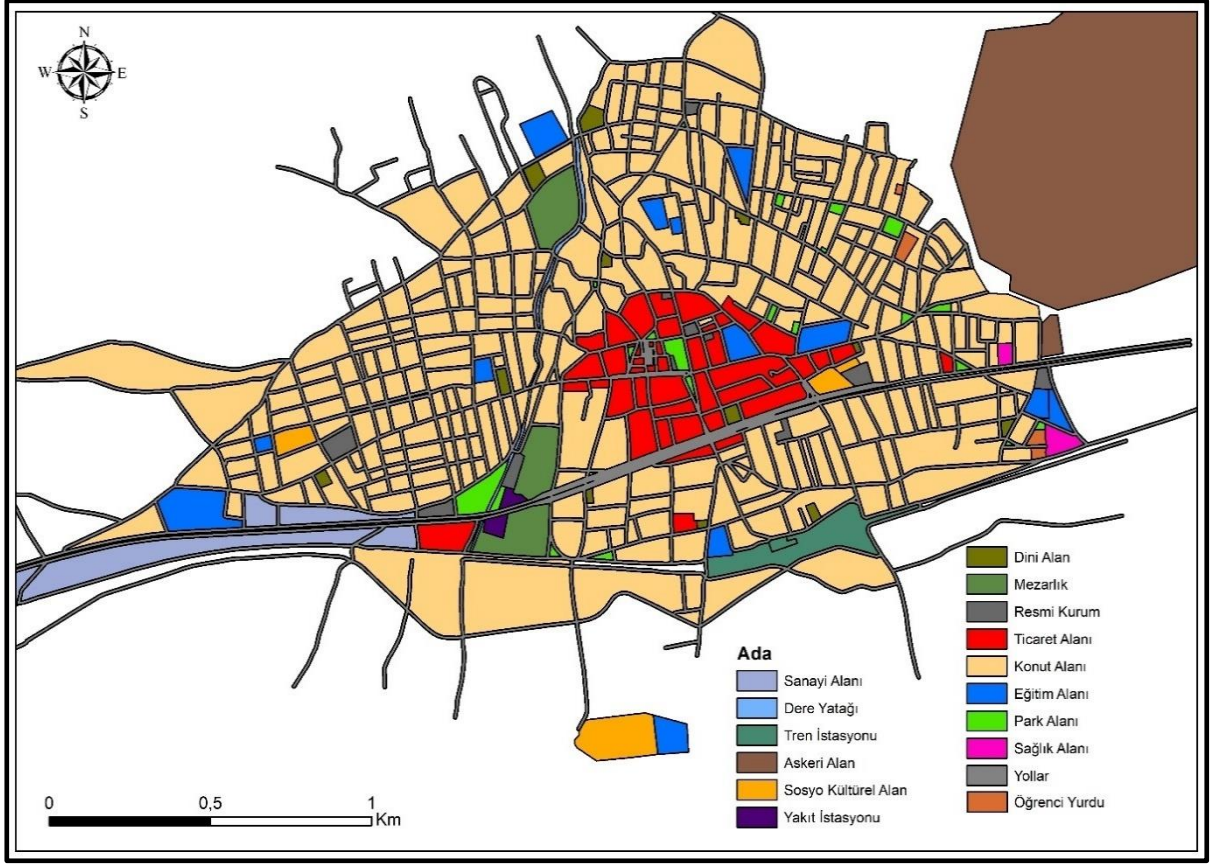 N
W E
S
Ada
Sanayi Alanı
Dere Yatağı
Tren İstasyonu
Askeri Alan
Sosyo Kültürel Alan
Yakıt İstasyonu
Dini Alan
Mezarlık
Resmi Kurum
Ticaret Alanı
Konut Alanı
Eğitim Alanı
Park Alanı
Sağlık Alanı
Yollar
Öğrenci Yurdu
0 0,5 1
Km